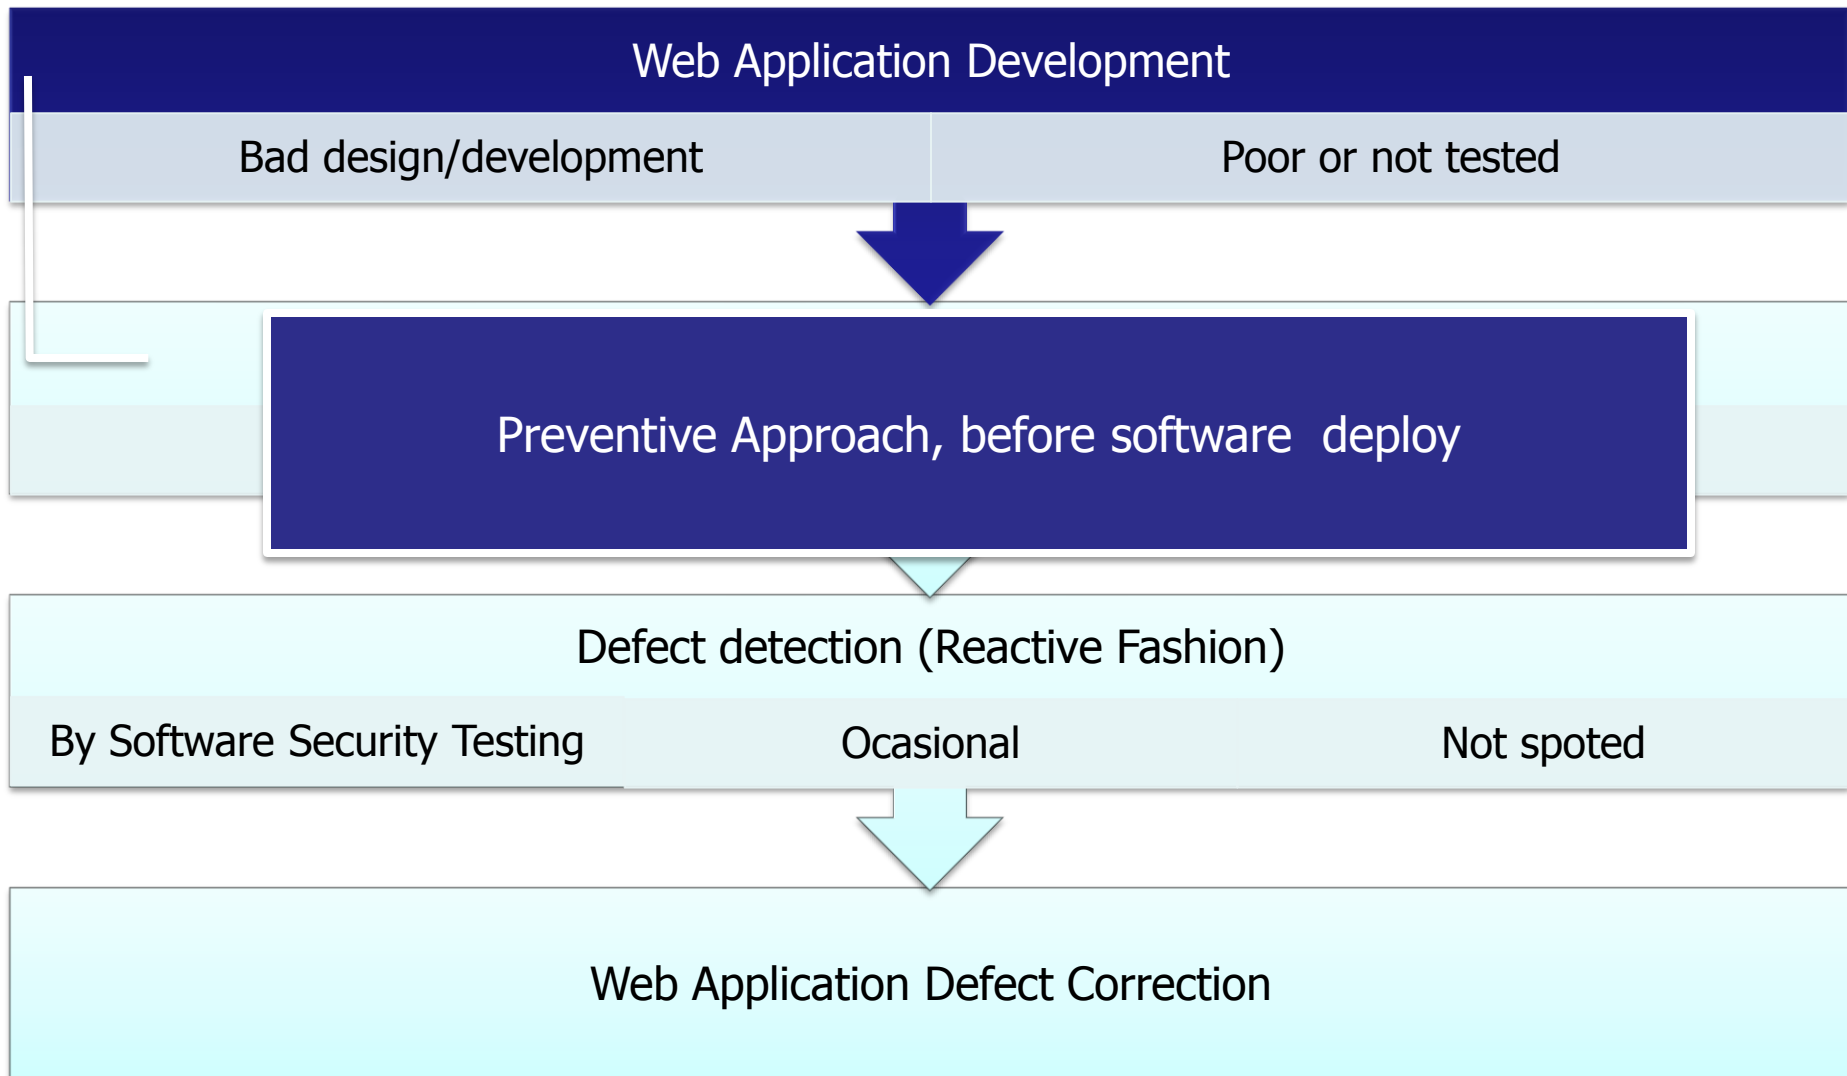 Web Application Development
Bad design/development
Poor or not tested
Preventive Approach, before software  deploy
Defect detection (Reactive Fashion)
By Software Security Testing
Ocasional
Not spoted
Web Application Defect Correction